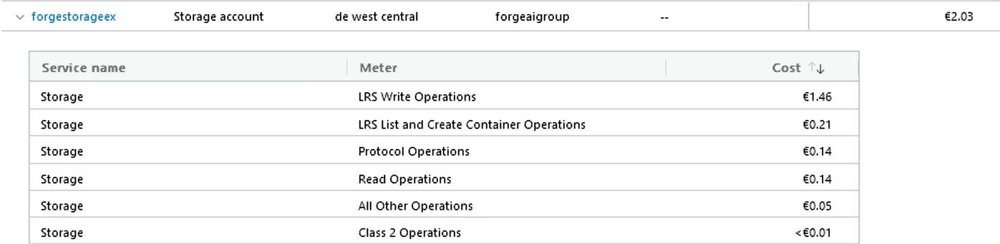 forgestorageex Storage account de west central forgeaigroup -- €2.03
Service name Meter Cost ↑↓
Storage LRS Write Operations €1.46
Storage LRS List and Create Container Operations €0.21
Storage Protocol Operations €0.14
Storage Read Operations €0.14
Storage All Other Operations €0.05
Storage Class 2 Operations <€0.01